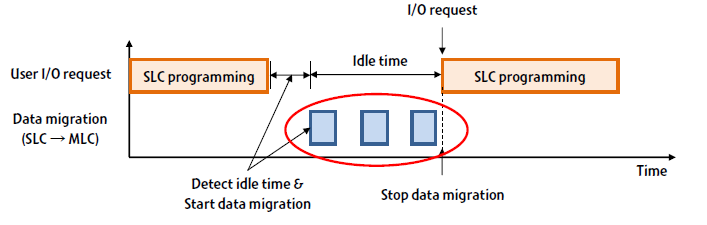 I/O request
Idle time
User I/O request
SLC programming
SLC programming
Data migration
(SLC → MLC)
Time
Detect idle time &
Start data migration
Stop data migration